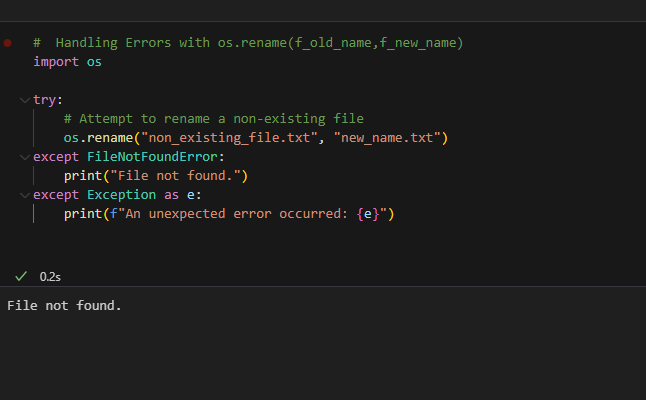 #  Handling Errors with os.rename(f_old_name,f_new_name)
import os
try:
    # Attempt to rename a non-existing file
    os.rename("non_existing_file.txt", "new_name.txt")
except FileNotFoundError:
    print("File not found.")
except Exception as e:
    print(f"An unexpected error occurred: {e}")
0.2s
File not found.